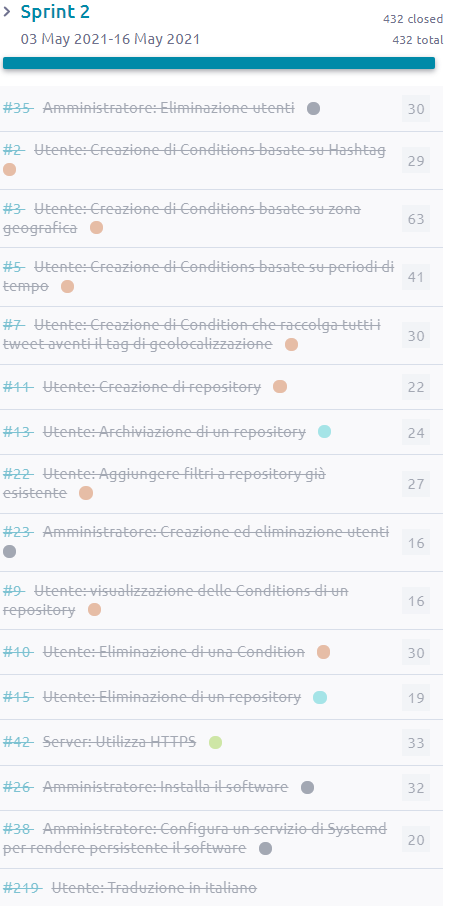 Sprint 2
432 closed
03 May 2021-16 May 2021
432 total
#35 Amministratore: Eliminazione utenti 30
#2 Utente: Creazione di Conditions basate su Hashtag
29
#3 Utente: Creazione di Conditions basate su zona
geografica 63
#5 Utente: Creazione di Conditions basate su periodi di
tempo 41
#7 Utente: Creazione di Condition che raccolga tutti i
tweet aventi il tag di geolocalizzazione 30
#11 Utente: Creazione di repository 22
#13 Utente: Archiviazione di un repository 24
#22 Utente: Aggiungere filtri a repository già
esistente 27
#23 Amministratore: Creazione ed eliminazione utenti
16
#9 Utente: visualizzazione delle Conditions di un
repository 16
#10 Utente: Eliminazione di una Condition 30
#15 Utente: Eliminazione di un repository 19
#42 Server: Utilizza HTTPS 33
#26 Amministratore: Installa il software 32
#38 Amministratore: Configura un servizio di Systemd
per rendere persistente il software 20
#219 Utente: Traduzione in italiano